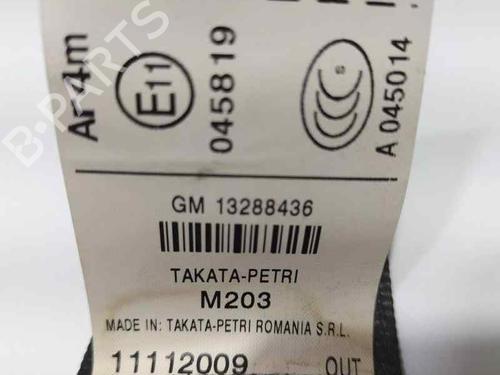 Ar4m
E11
045819
S
A 045014
GM 13288436
TAKATA-PETRI
M203
MADE IN: TAKATA-PETRI ROMANIA S.R.L.
11112009 OUT
B-PARTS